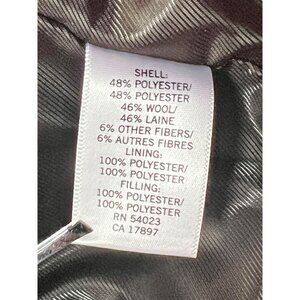 SHELL:
48% POLYESTER/
48% POLYESTER
46% WOOL/
46% LAINE
6% OTHER FIBERS/
6% AUTRES FIBRES
LINING:
100% POLYESTER/
100% POLYESTER
FILLING:
100% POLYESTER/
100% POLYESTER
RN 54023
CA 17897